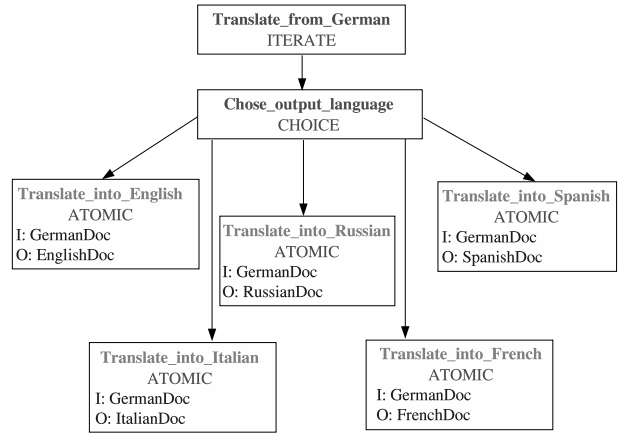 Translate_from_German
ITERATE
Chose_output_language
CHOICE
Translate_into_English
ATOMIC
I: GermanDoc
O: EnglishDoc
Translate_into_Russian
ATOMIC
I: GermanDoc
O: RussianDoc
Translate_into_Spanish
ATOMIC
I: GermanDoc
O: SpanishDoc
Translate_into_Italian
ATOMIC
I: GermanDoc
O: ItalianDoc
Translate_into_French
ATOMIC
I: GermanDoc
O: FrenchDoc